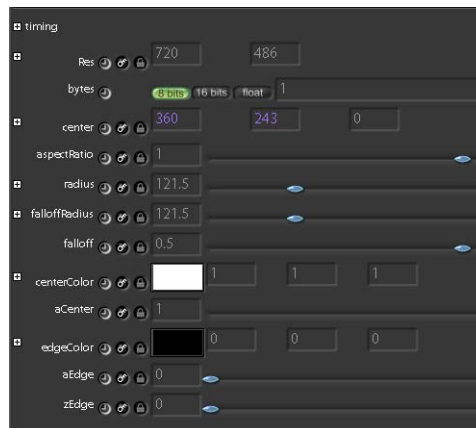 timing
Res 720 486
bytes 8 bits 16 bits float 1
center 360 243 0
aspectRatio 1
radius 121.5
falloffRadius 121.5
falloff 0.5
centerColor 1 1 1
aCenter 1
edgeColor 0 0 0
aEdge 0
zEdge 0